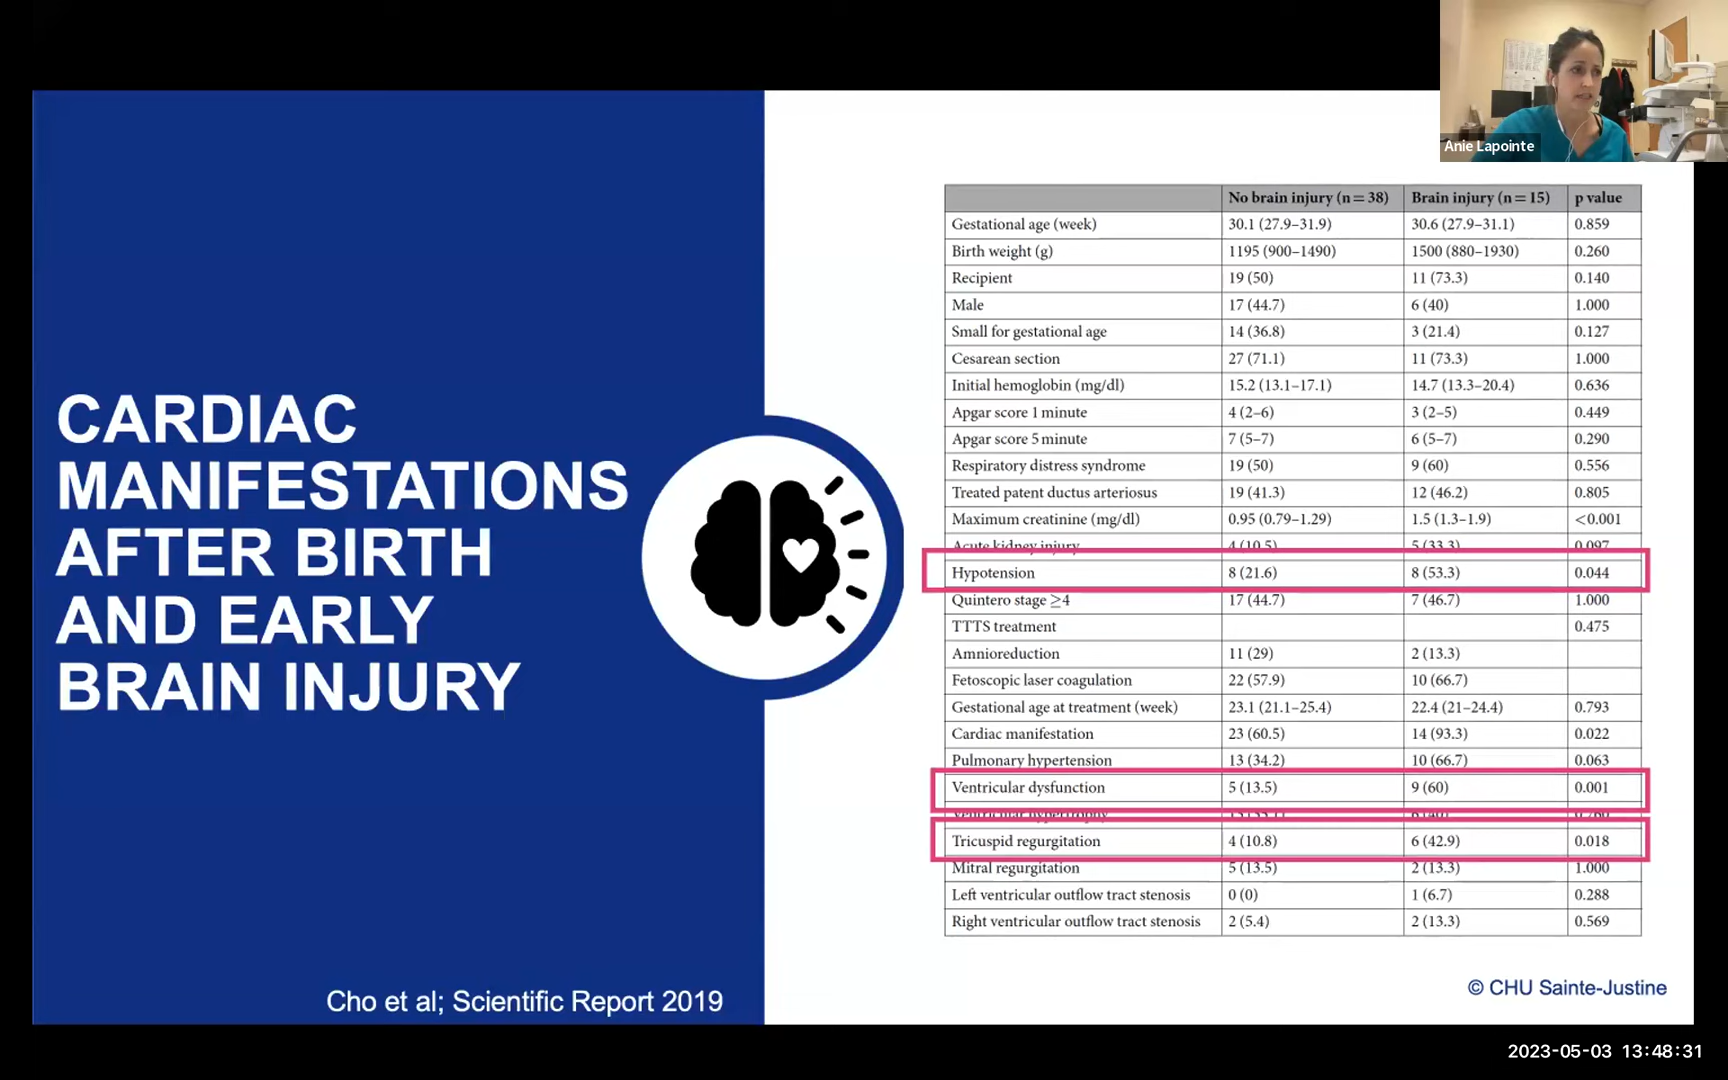 Anie Lapointe
CARDIAC
MANIFESTATIONS
AFTER BIRTH
AND EARLY
BRAIN INJURY
Cho et al; Scientific Report 2019
No brain injury (n = 38) Brain injury (n = 15) p value
Gestational age (week) 30.1 (27.9–31.9) 30.6 (27.9–31.1) 0.859
Birth weight (g) 1195 (900–1490) 1500 (880–1930) 0.260
Recipient 19 (50) 11 (73.3) 0.140
Male 17 (44.7) 6 (40) 1.000
Small for gestational age 14 (36.8) 3 (21.4) 0.127
Cesarean section 27 (71.1) 11 (73.3) 1.000
Initial hemoglobin (mg/dl) 15.2 (13.1–17.1) 14.7 (13.3–20.4) 0.636
Apgar score 1 minute 4 (2–6) 3 (2–5) 0.449
Apgar score 5 minute 7 (5–7) 6 (5–7) 0.290
Respiratory distress syndrome 19 (50) 9 (60) 0.556
Treated patent ductus arteriosus 19 (41.3) 12 (46.2) 0.805
Maximum creatinine (mg/dl) 0.95 (0.79–1.29) 1.5 (1.3–1.9) <0.001
Acute kidney injury 4 (10.5) 5 (33.3) 0.097
Hypotension 8 (21.6) 8 (53.3) 0.044
Quintero stage ≥4 17 (44.7) 7 (46.7) 1.000
TTTS treatment 0.475
Amnioreduction 11 (29) 2 (13.3)
Fetoscopic laser coagulation 22 (57.9) 10 (66.7)
Gestational age at treatment (week) 23.1 (21.1–25.4) 22.4 (21–24.4) 0.793
Cardiac manifestation 23 (60.5) 14 (93.3) 0.022
Pulmonary hypertension 13 (34.2) 10 (66.7) 0.063
Ventricular dysfunction 5 (13.5) 9 (60) 0.001
Ventricular hypertrophy
Tricuspid regurgitation 4 (10.8) 6 (42.9) 0.018
Mitral regurgitation 5 (13.5) 2 (13.3) 1.000
Left ventricular outflow tract stenosis 0 (0) 1 (6.7) 0.288
Right ventricular outflow tract stenosis 2 (5.4) 2 (13.3) 0.569
© CHU Sainte-Justine
2023-05-03 13:48:31